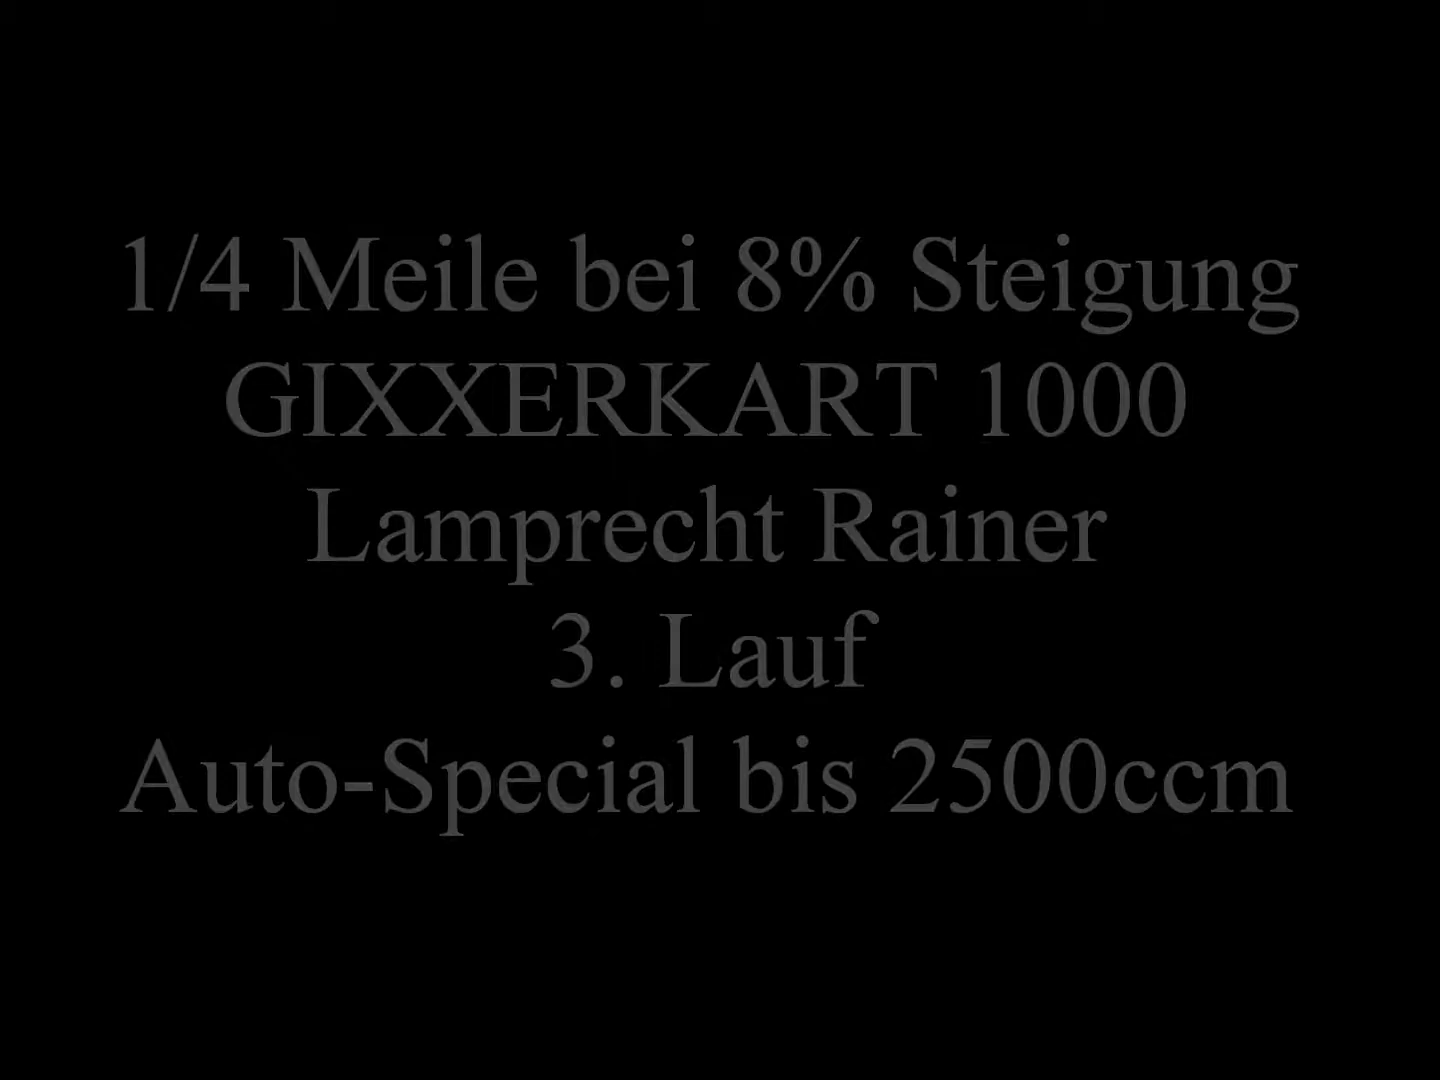 1/4 Meile bei 8% Steigung
GIXXERKART 1000
Lamprecht Rainer
3. Lauf
Auto-Special bis 2500ccm